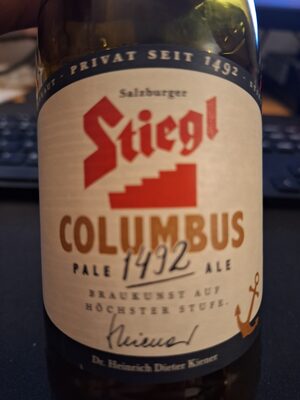 PRIVAT SEIT 1492
Salzburger
Stiegl
COLUMBUS
PALE 1492 ALE
BRAUKUNST AUF
HÖCHSTER STUFE.
Dr. Heinrich Dieter Kiener